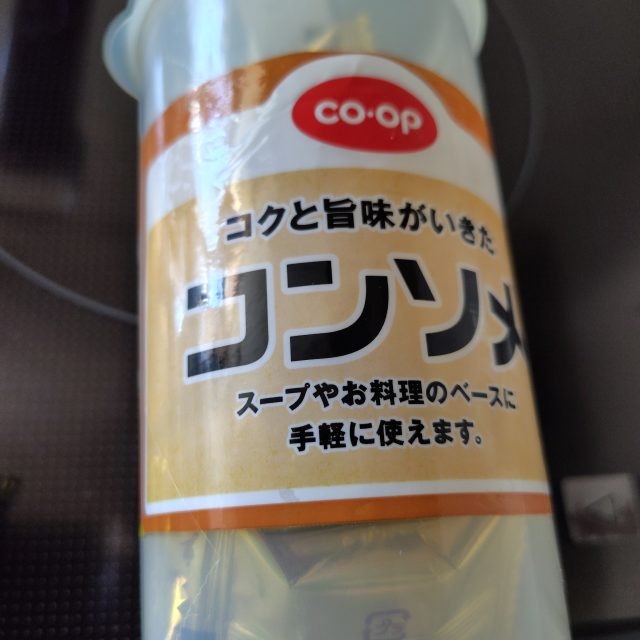 CO·OP
コクと旨味がいきた
コンソメ
スープやお料理のベースに
手軽に使えます。